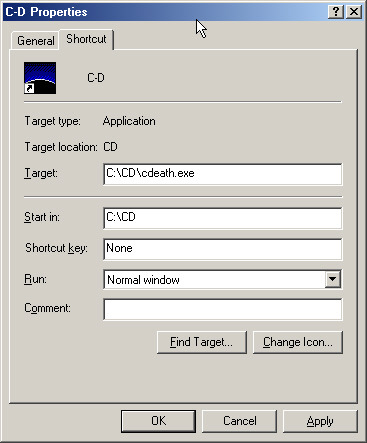 C-D Properties
General Shortcut
C-D
Target type: Application
Target location: CD
Target: C:\CD\cdeath.exe
Start in: C:\CD
Shortcut key: None
Run: Normal window
Comment:
Find Target... Change Icon...
OK Cancel Apply